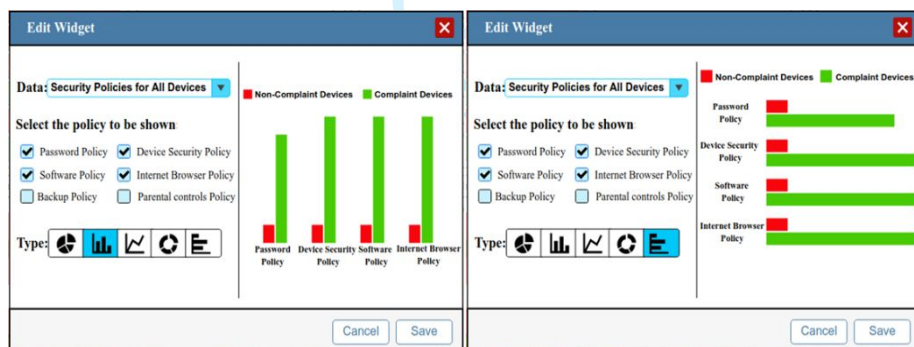 Edit Widget
Data: Security Policies for All Devices
Select the policy to be shown
Password Policy Device Security Policy
Software Policy Internet Browser Policy
Backup Policy Parental controls Policy
Type:
Non-Complaint Devices Complaint Devices
Password Policy
Device Security Policy
Software Policy
Internet Browser Policy
Cancel Save
Edit Widget
Data: Security Policies for All Devices
Select the policy to be shown
Password Policy Device Security Policy
Software Policy Internet Browser Policy
Backup Policy Parental controls Policy
Type:
Non-Complaint Devices Complaint Devices
Password
Policy
Device Security
Policy
Software
Policy
Internet Browser
Policy
Cancel Save